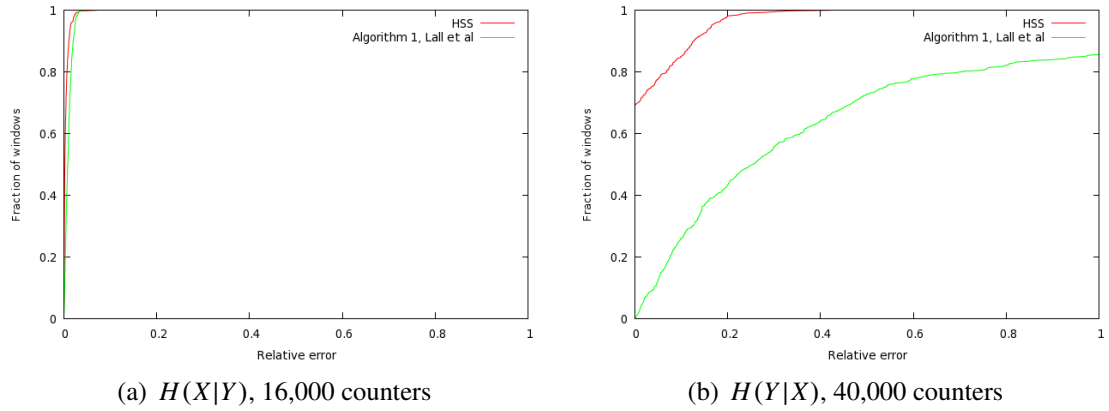 1
0.8
0.6
0.4
0.2
0
Fraction of windows
HSS
Algorithm 1, Lall et al
0 0.2 0.4 0.6 0.8 1
Relative error
(a) H(X|Y), 16,000 counters
1
0.8
0.6
0.4
0.2
0
Fraction of windows
HSS
Algorithm 1, Lall et al
0 0.2 0.4 0.6 0.8 1
Relative error
(b) H(Y|X), 40,000 counters